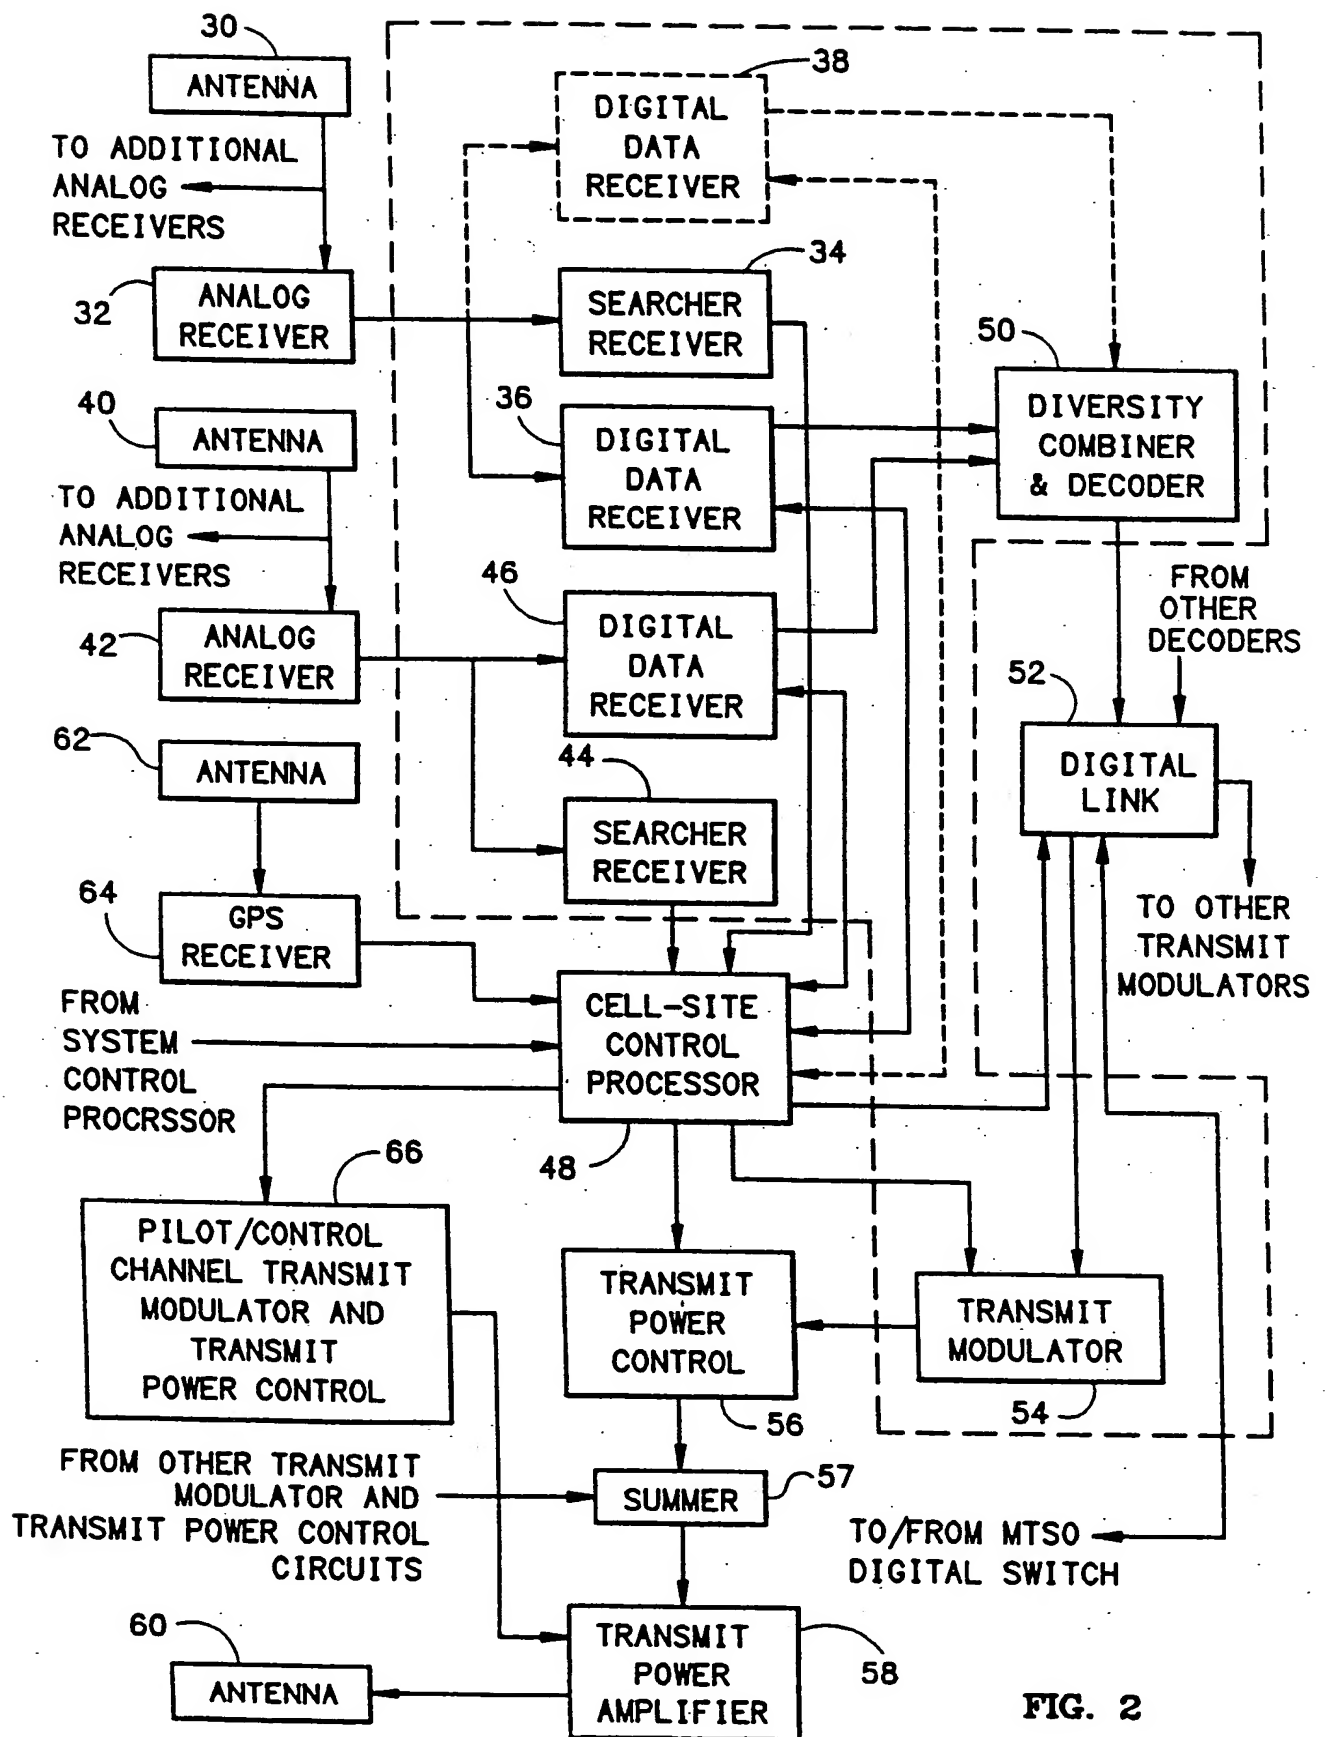 30
ANTENNA
TO ADDITIONAL
ANALOG
RECEIVERS
32
ANALOG
RECEIVER
40
ANTENNA
TO ADDITIONAL
ANALOG
RECEIVERS
42
ANALOG
RECEIVER
62
ANTENNA
64
GPS
RECEIVER
FROM
SYSTEM
CONTROL
PROCRSSOR
38
DIGITAL
DATA
RECEIVER
34
SEARCHER
RECEIVER
36
DIGITAL
DATA
RECEIVER
46
DIGITAL
DATA
RECEIVER
44
SEARCHER
RECEIVER
CELL-SITE
CONTROL
PROCESSOR
48
50
DIVERSITY
COMBINER
& DECODER
FROM
OTHER
DECODERS
52
DIGITAL
LINK
TO OTHER
TRANSMIT
MODULATORS
66
PILOT/CONTROL
CHANNEL TRANSMIT
MODULATOR AND
TRANSMIT
POWER CONTROL
TRANSMIT
POWER
CONTROL
56
TRANSMIT
MODULATOR
54
FROM OTHER TRANSMIT
MODULATOR AND
TRANSMIT POWER CONTROL
CIRCUITS
SUMMER
57
TO/FROM MTSO
DIGITAL SWITCH
60
ANTENNA
TRANSMIT
POWER
AMPLIFIER
58
FIG. 2